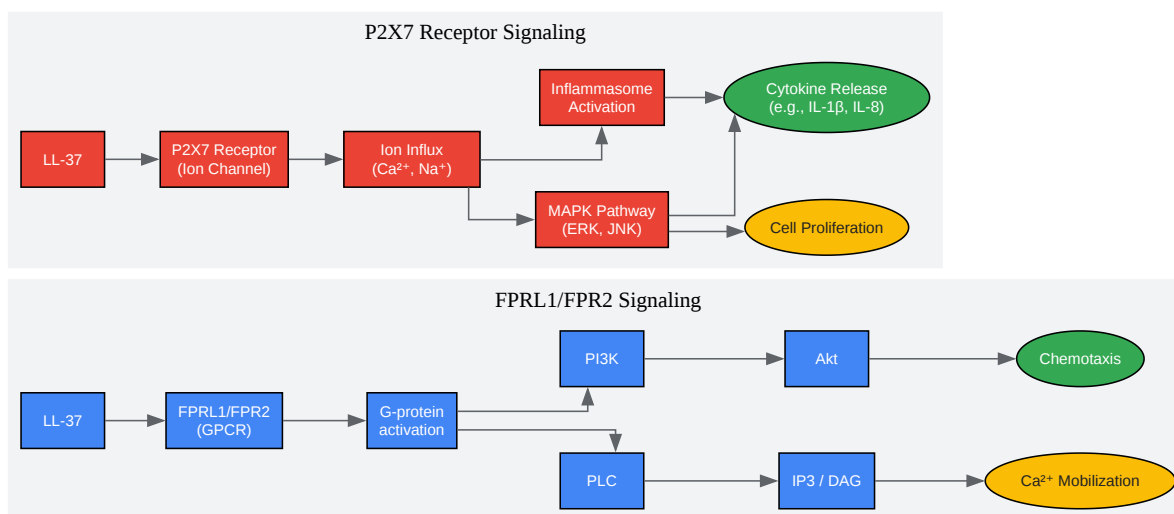 P2X7 Receptor Signaling
Inflammasome
Activation
Cytokine Release
(e.g., IL-1β, IL-8)
LL-37
P2X7 Receptor
(Ion Channel)
Ion Influx
(Ca²⁺, Na⁺)
MAPK Pathway
(ERK, JNK)
Cell Proliferation
FPRL1/FPR2 Signaling
PI3K
Akt
Chemotaxis
LL-37
FPRL1/FPR2
(GPCR)
G-protein
activation
PLC
IP3 / DAG
Ca²⁺ Mobilization